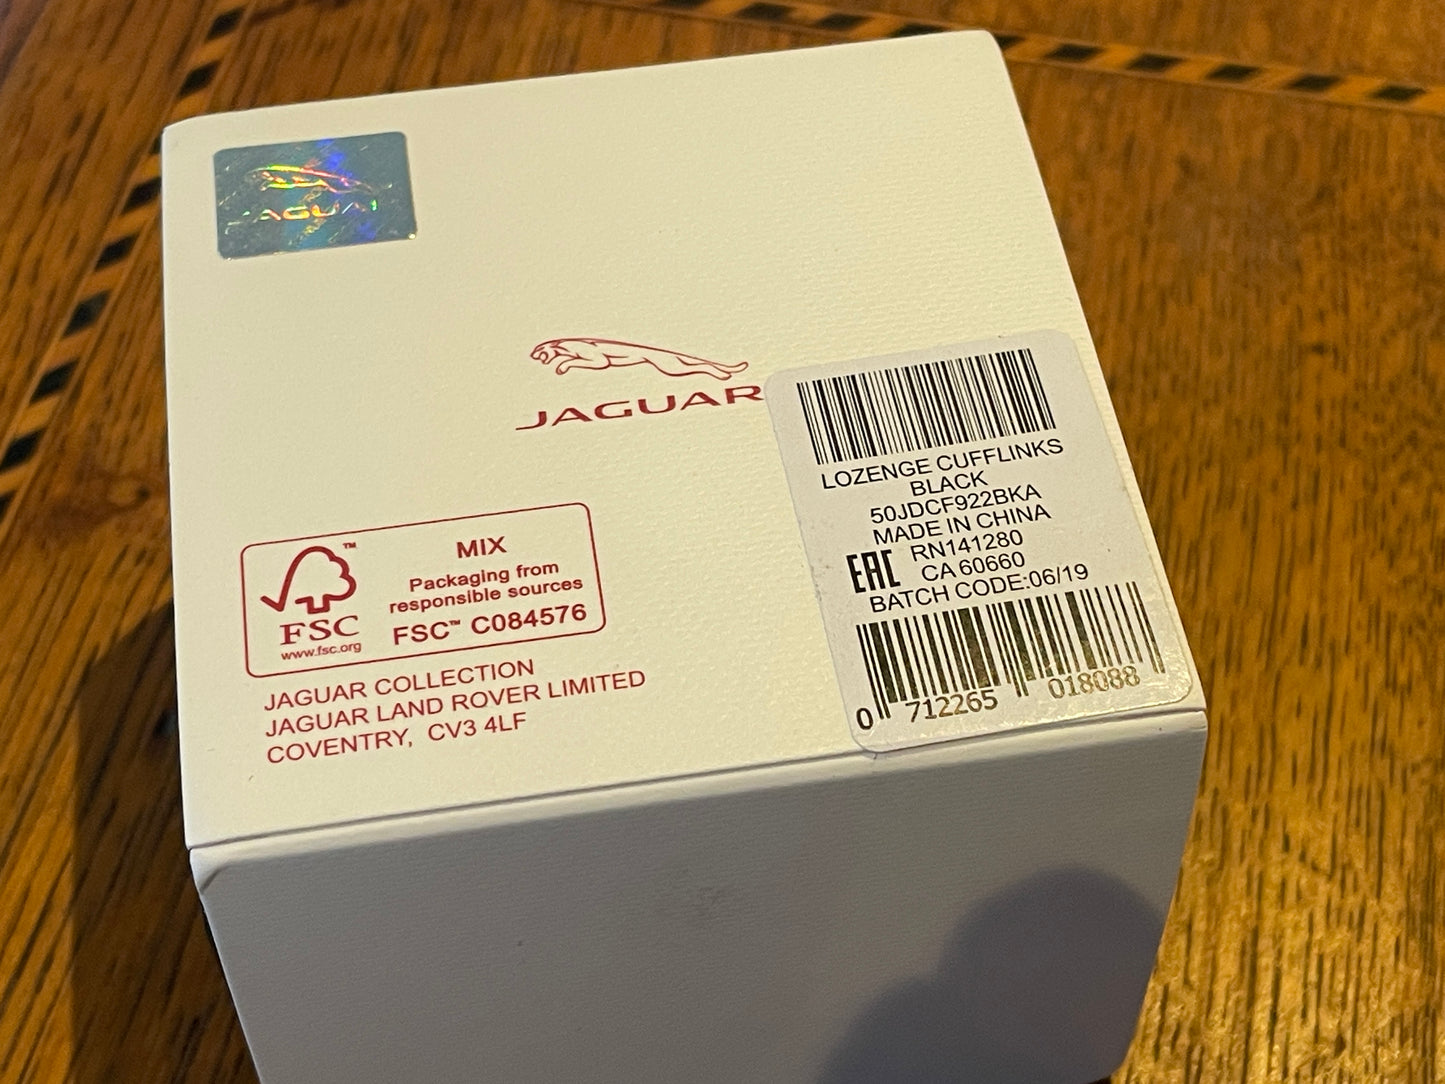 JAGUAR
JAGUAR
LOZENGE CUFFLINKS
BLACK
50JDCF922BKA
MADE IN CHINA
RN141280
EAC
CA 60660
BATCH CODE:06/19
0 712265 018088
MIX
Packaging from
responsible sources
FSC™ C084576
™
FSC
www.fsc.org
JAGUAR COLLECTION
JAGUAR LAND ROVER LIMITED
COVENTRY, CV3 4LF